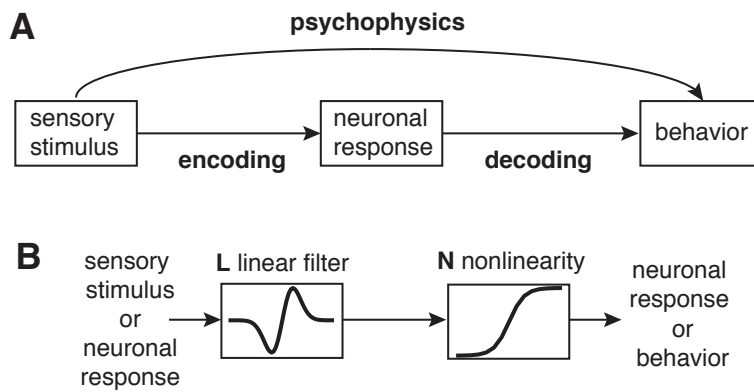 A
psychophysics
sensory
stimulus
encoding
neuronal
response
decoding
behavior
B
sensory
stimulus
or
neuronal
response
L linear filter
N nonlinearity
neuronal
response
or
behavior